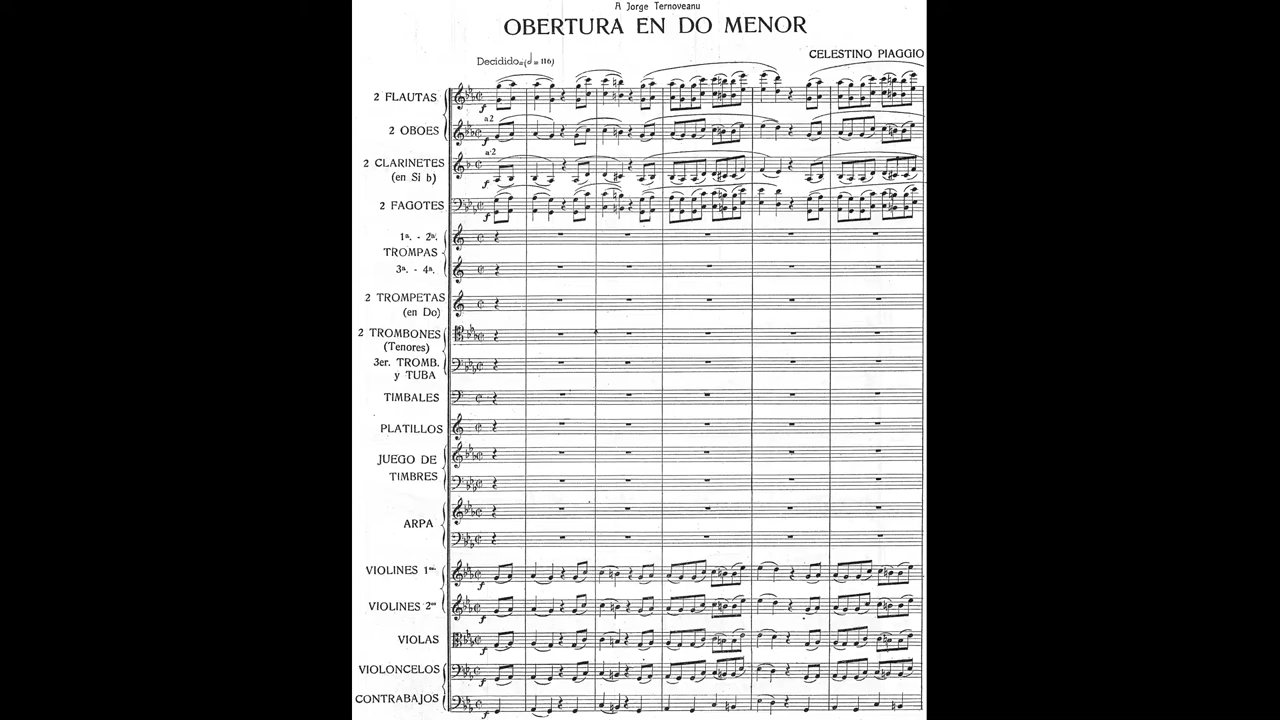 A Jorge Ternoveanu
OBERTURA EN DO MENOR
CELESTINO PIAGGIO
Decidido=(𝅗𝅥=116)
2 FLAUTAS
f
a2
2 OBOES
f
a·2
2 CLARINETES
(en Si b)
f
2 FAGOTES
f
1ª. - 2ª.
TROMPAS
3ª. - 4ª.
2 TROMPETAS
(en Do)
2 TROMBONES
(Tenores)
3er. TROMB.
y TUBA
TIMBALES
PLATILLOS
JUEGO DE
TIMBRES
ARPA
VIOLINES 1os
f
VIOLINES 2os
f
VIOLAS
f
VIOLONCELOS
f
CONTRABAJOS
f